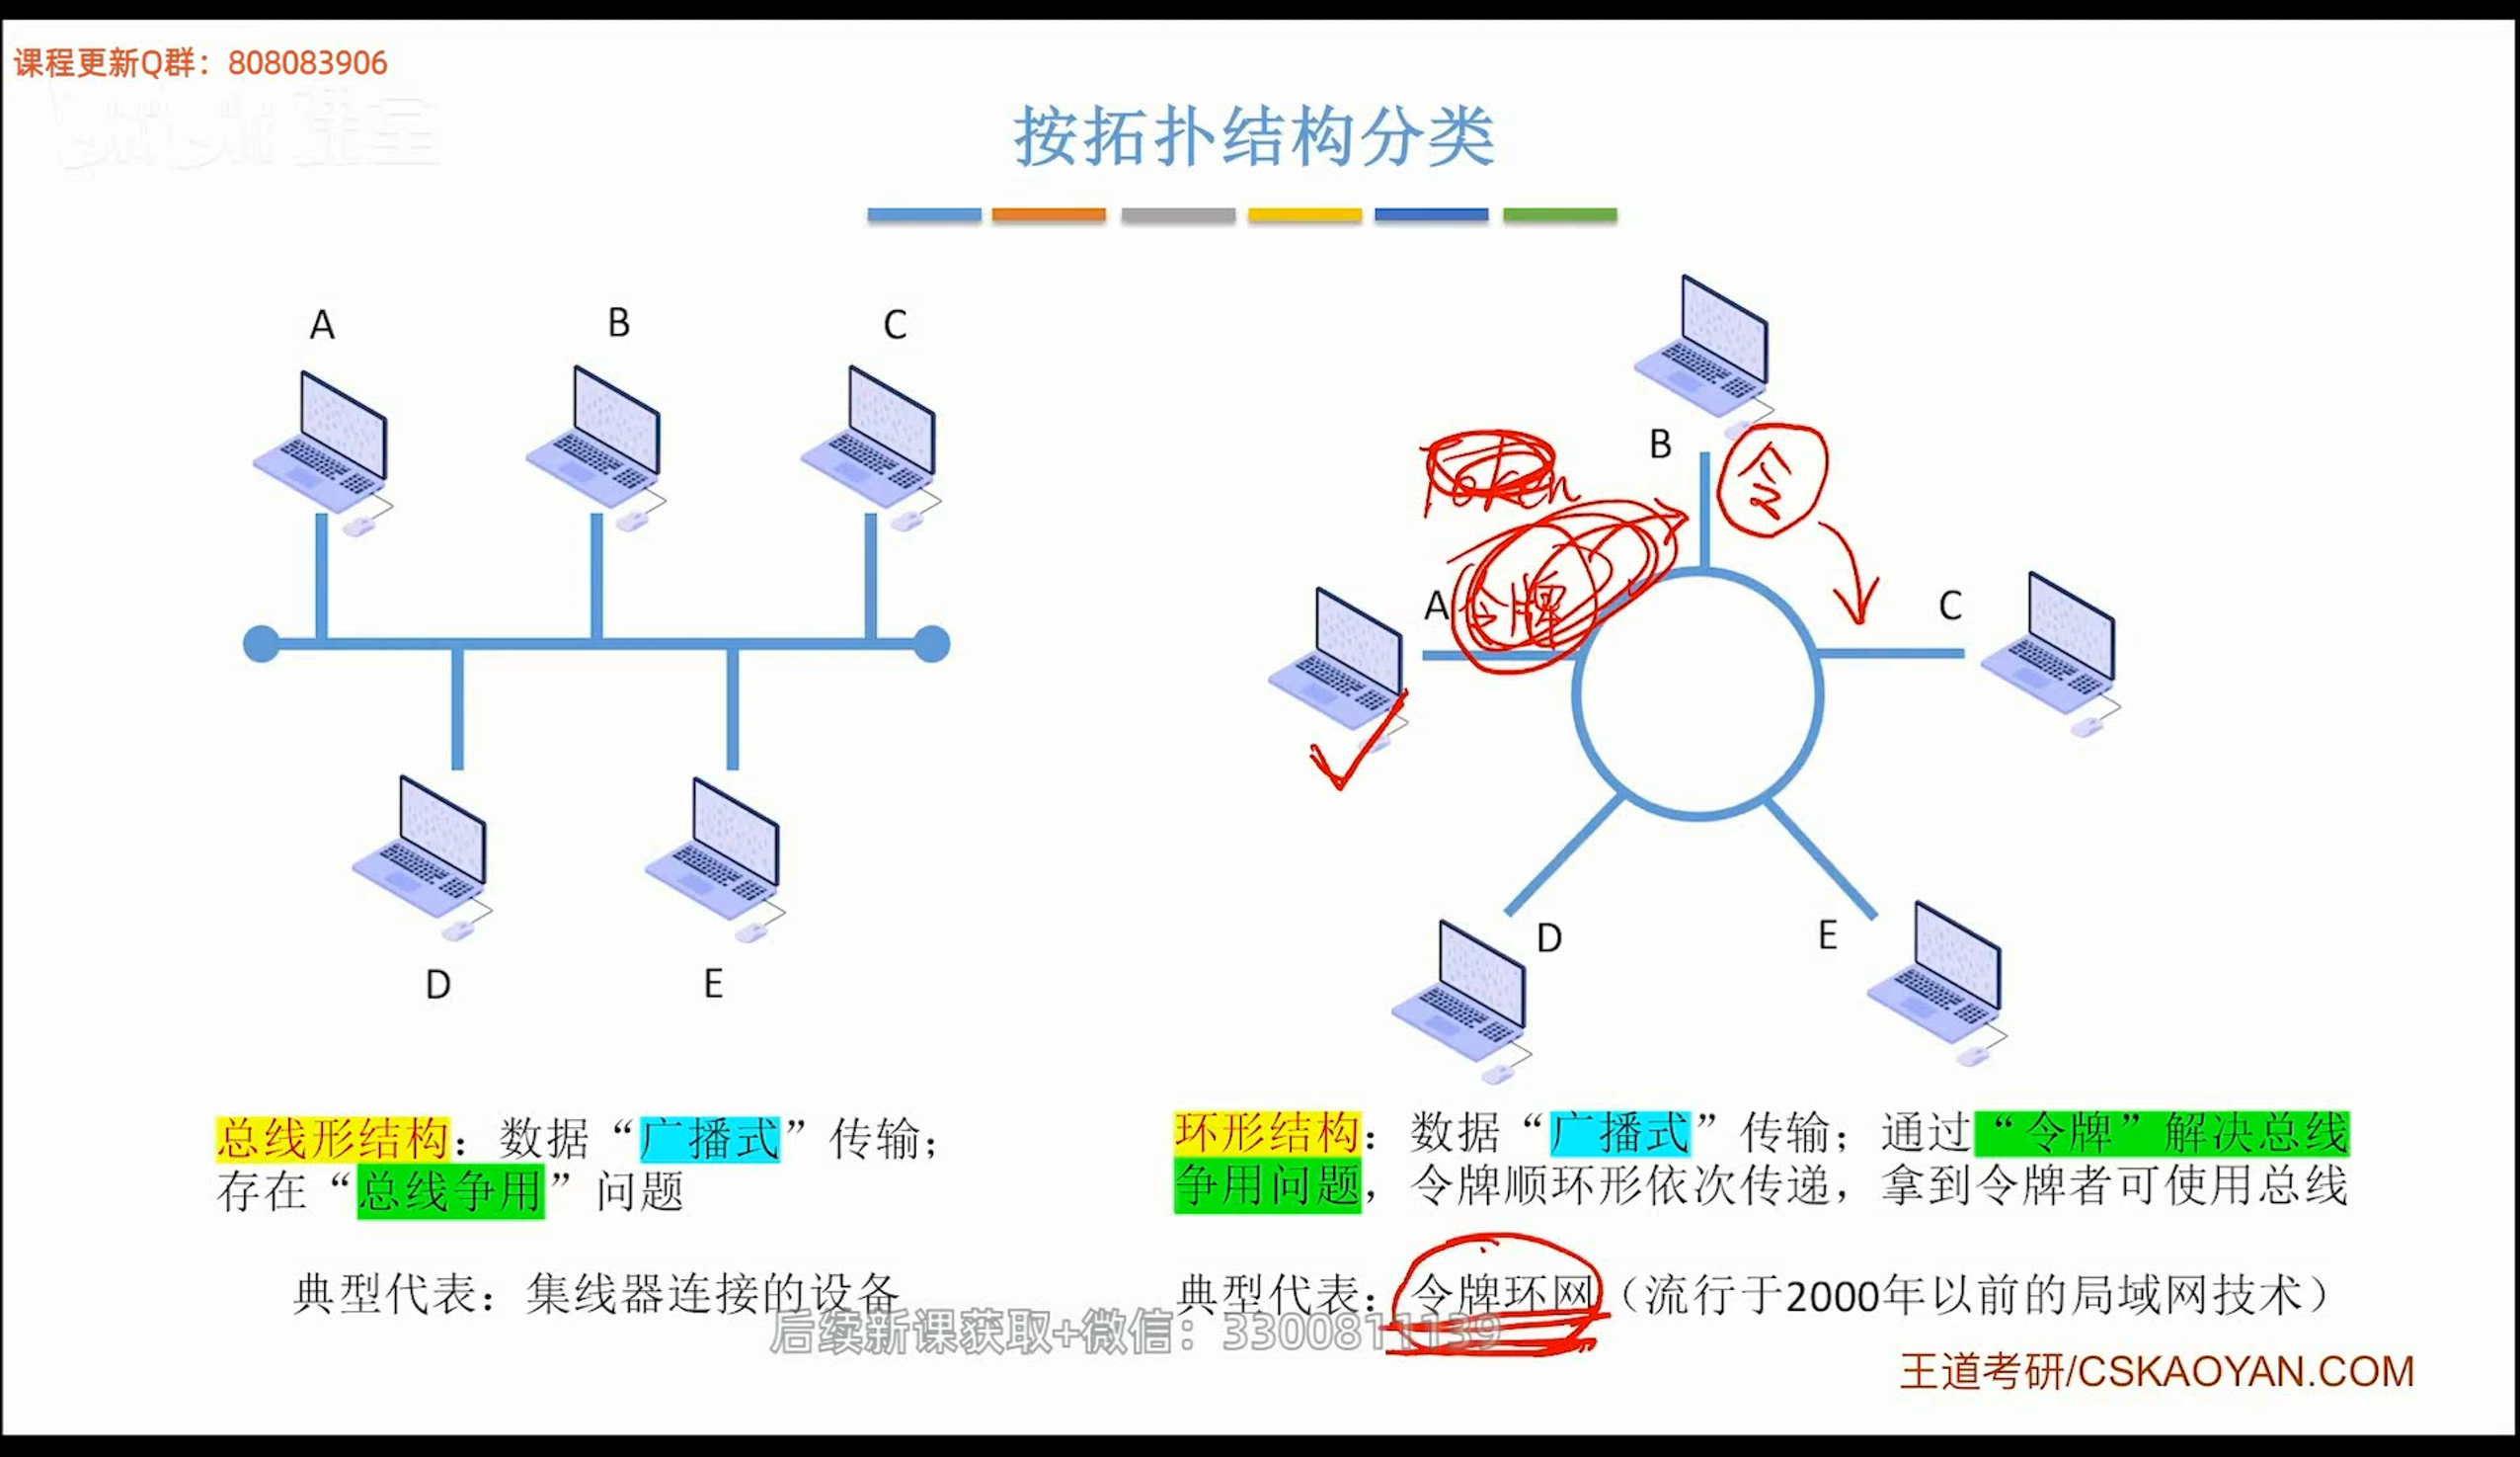 课程更新Q群：808083906
bilibili 课堂
按拓扑结构分类
A
B
C
D
E
总线形结构：数据“广播式”传输；
存在“总线争用”问题
典型代表：集线器连接的设备
B
令
Token
A
令牌
C
D
E
环形结构：数据“广播式”传输；通过“令牌”解决总线
争用问题，令牌顺环形依次传递，拿到令牌者可使用总线
典型代表：令牌环网（流行于2000年以前的局域网技术）
后续新课获取+微信：3300811139
王道考研/CSKAOYAN.COM